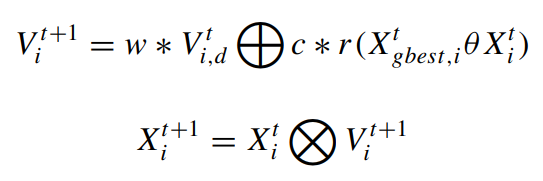 V_i^{t+1} = w * V_{i,d}^t ⨁ c * r(X_{gbest,i}^t θ X_i^t)
X_i^{t+1} = X_i^t ⨂ V_i^{t+1}